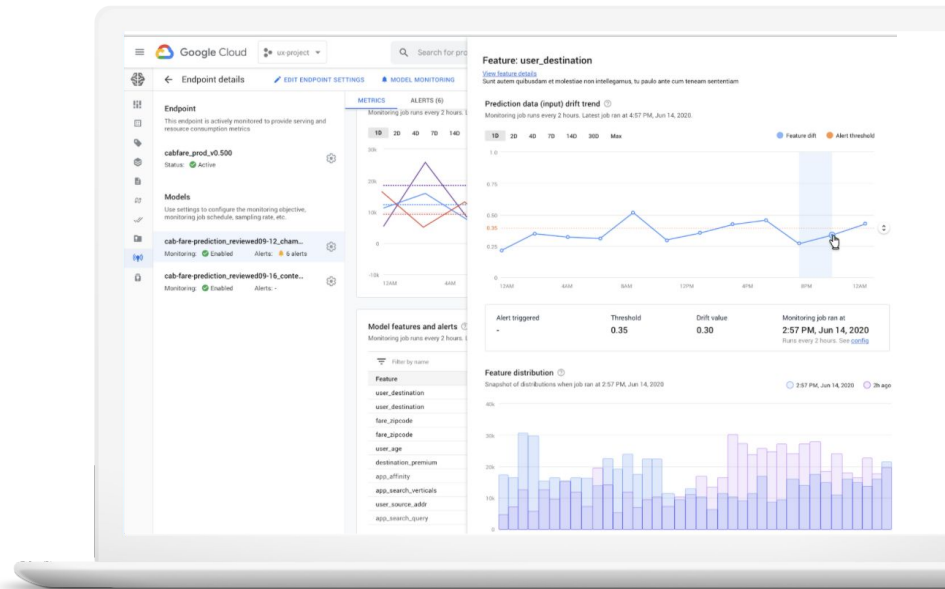 Google Cloud
ux-project
Search for pro
Endpoint details
EDIT ENDPOINT SETTINGS
MODEL MONITORING
Endpoint
This endpoint is actively monitored to provide serving and
resource consumption metrics
cabfare_prod_v0.500
Status: Active
Models
Use settings to configure the monitoring objective,
monitoring job schedule, sampling rate, etc.
cab-fare-prediction_reviewed09-12_cham...
Monitoring: Enabled Alerts: 6 alerts
cab-fare-prediction_reviewed09-16_conte...
Monitoring: Enabled Alerts: -
METRICS ALERTS (6)
Monitoring job runs every 2 hours. L
1D 2D 4D 7D 14D
30k
20k
10k
0
-10k
12AM 4AM
Model features and alerts
Monitoring job runs every 2 hours. L
Filter by name
Feature
user_destination
user_destination
fare_zipcode
fare_zipcode
user_age
destination_premium
app_affinity
app_search_verticals
user_source_addr
app_search_query
Feature: user_destination
View feature details
Sunt autem quibusdam et molestiae non intellegamus, tu paulo ante cum teneam sententiam
Prediction data (input) drift trend
Monitoring job runs every 2 hours. Latest job ran at 4:57 PM, Jun 14, 2020.
1D 2D 4D 7D 14D 30D Max
Feature dift Alert threshold
1.0
0.75
0.50
0.35
0.25
0
12AM 4AM 8AM 12PM 4PM 8PM 12AM
Alert triggered Threshold Drift value Monitoring job ran at
- 0.35 0.30 2:57 PM, Jun 14, 2020
Runs every 2 hours. See config
Feature distribution
Snapshot of distributions when job ran at 2:57 PM, Jun 14, 2020
2:57 PM, Jun 14, 2020 2h ago
40k
30k
20k
10k
0